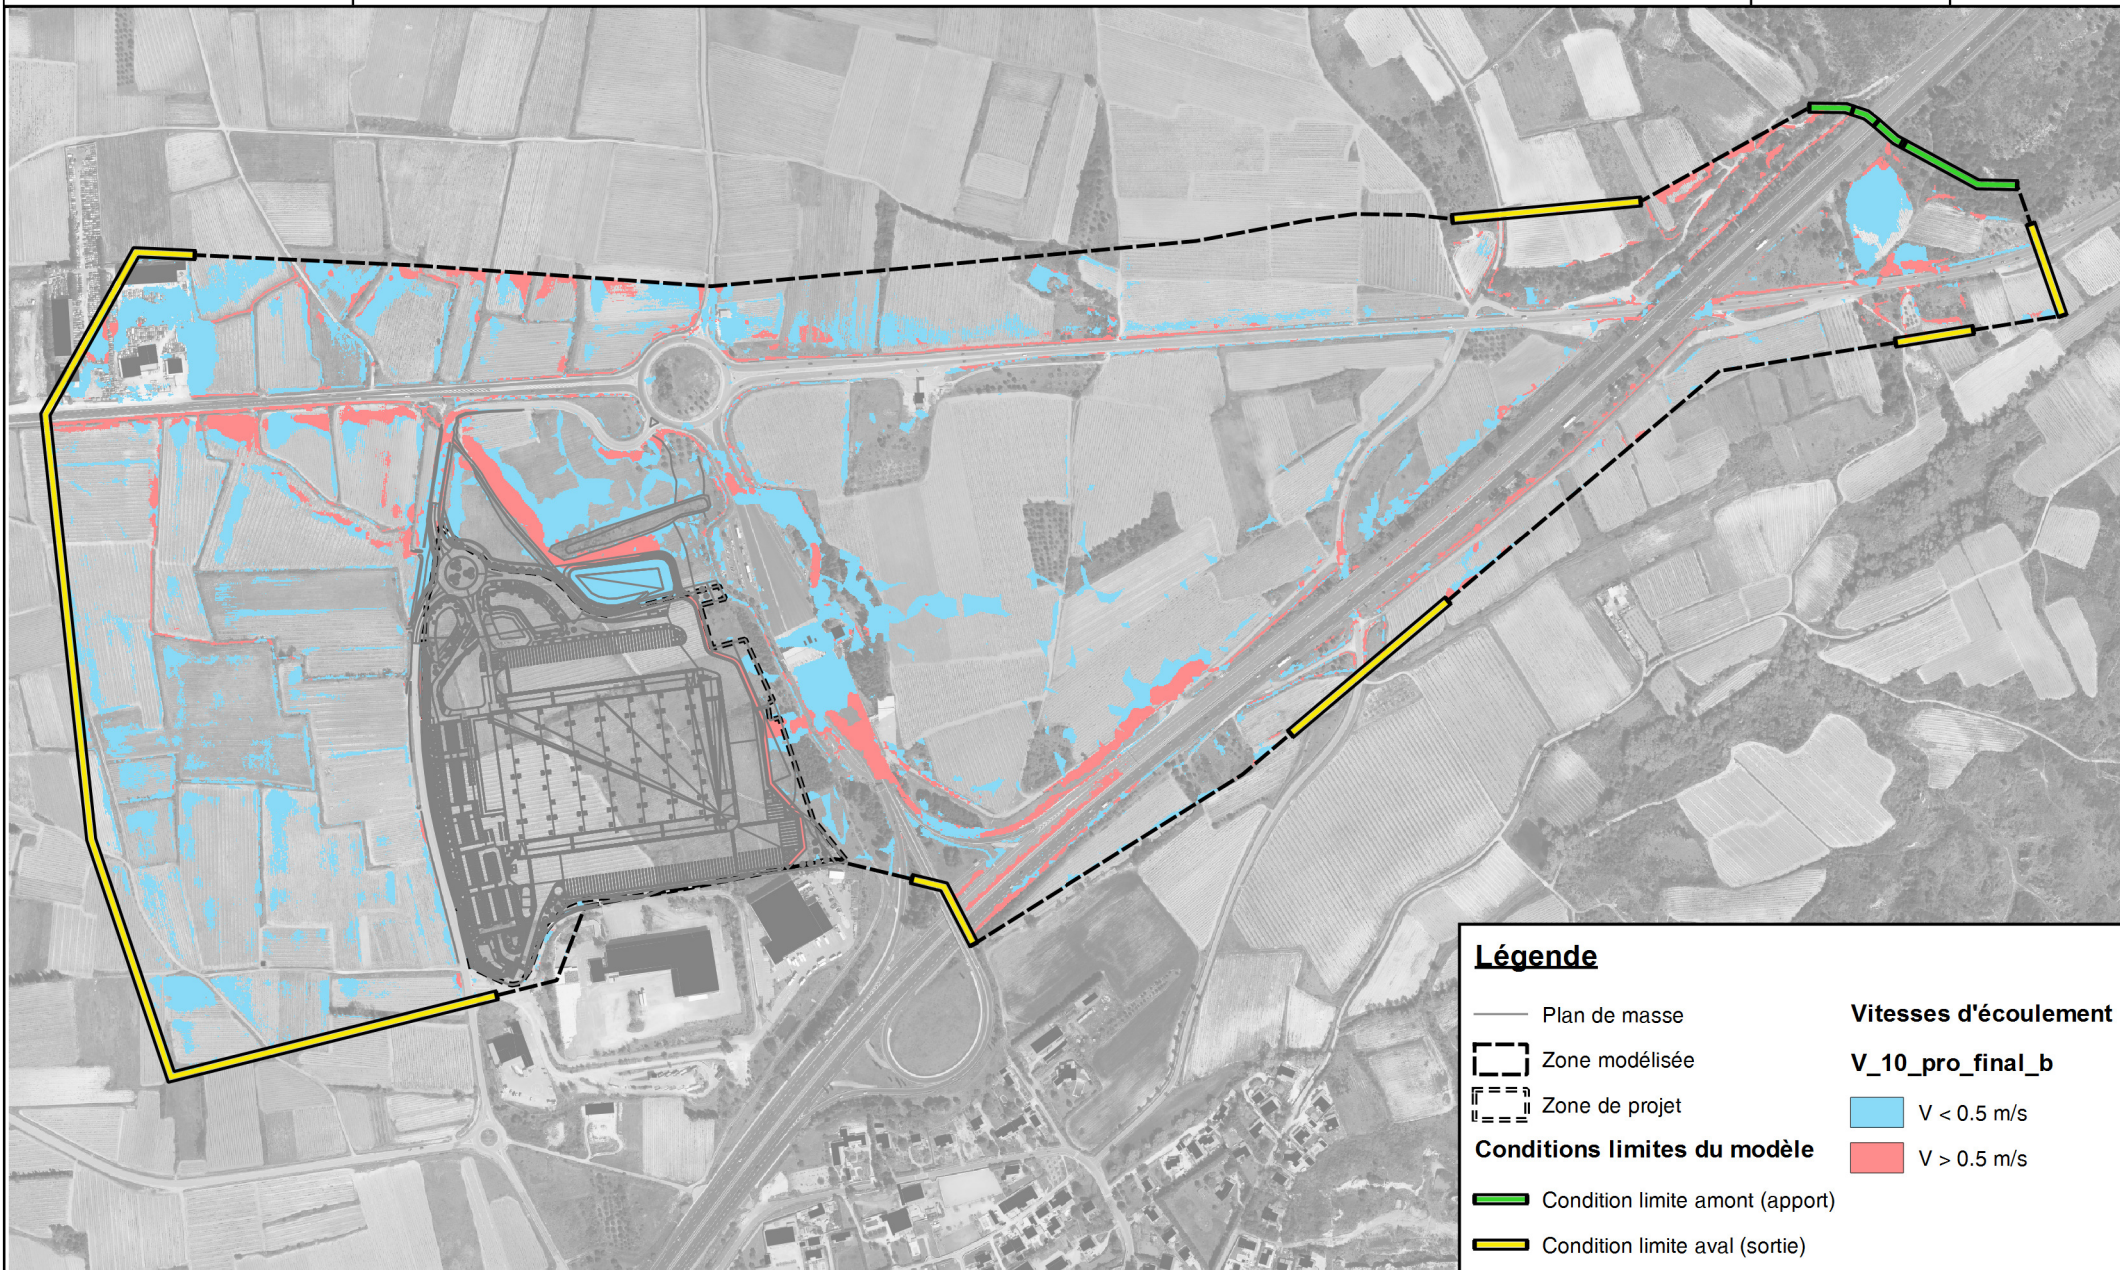 Légende
Plan de masse
Zone modélisée
Zone de projet
Conditions limites du modèle
Condition limite amont (apport)
Condition limite aval (sortie)
Vitesses d'écoulement
V_10_pro_final_b
V < 0.5 m/s
V > 0.5 m/s